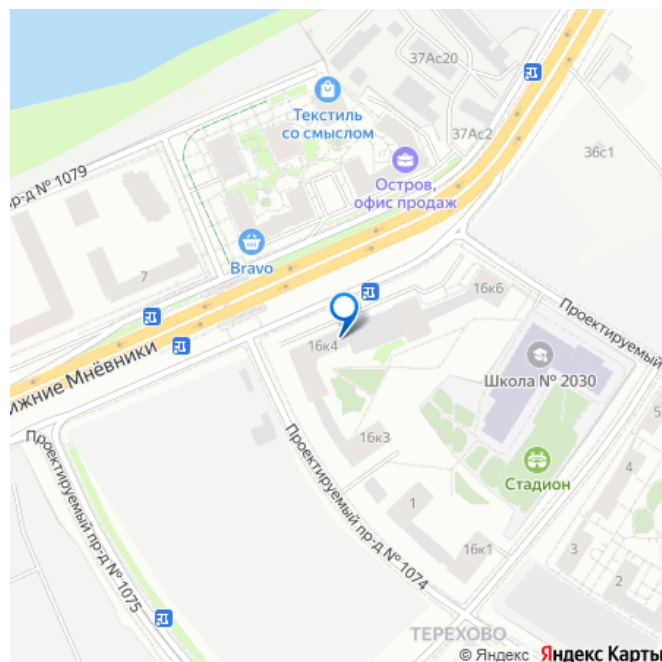 37Ас20
Текстиль
со смыслом
37Ас2
36с1
Остров,
офис продаж
р-д № 1079
Bravo
7
16к6
Проектируемый
16к4
Школа № 2030
ижние Мнёвники
5
Проектируемый пр-д № 1075
16к3
Проектируемый пр-д № 1074
4
Стадион
1
16к1
3
2
ТЕРЕХОВО
© Яндекс Яндекс Карты